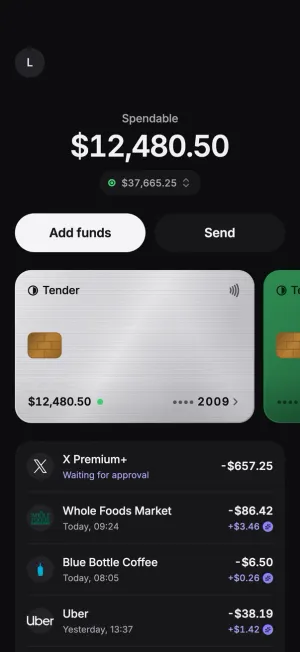 L
Spendable
$12,480.50
$37,665.25
Add funds
Send
Tender
$12,480.50
•••• 2009
X Premium+
-$657.25
Waiting for approval
Whole Foods Market
-$86.42
Today, 09:24
+$3.46
Blue Bottle Coffee
-$6.50
Today, 08:05
+$0.26
Uber
Uber
-$38.19
Yesterday, 13:37
+$1.42